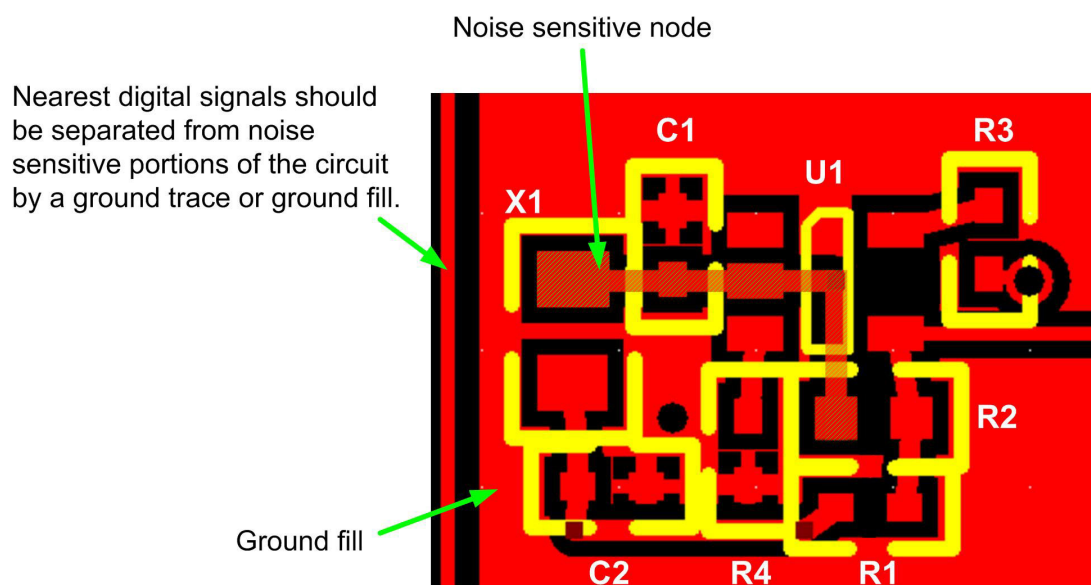 Noise sensitive node
Nearest digital signals should
be separated from noise
sensitive portions of the circuit
by a ground trace or ground fill.
C1
R3
U1
X1
R2
Ground fill
C2
R4
R1